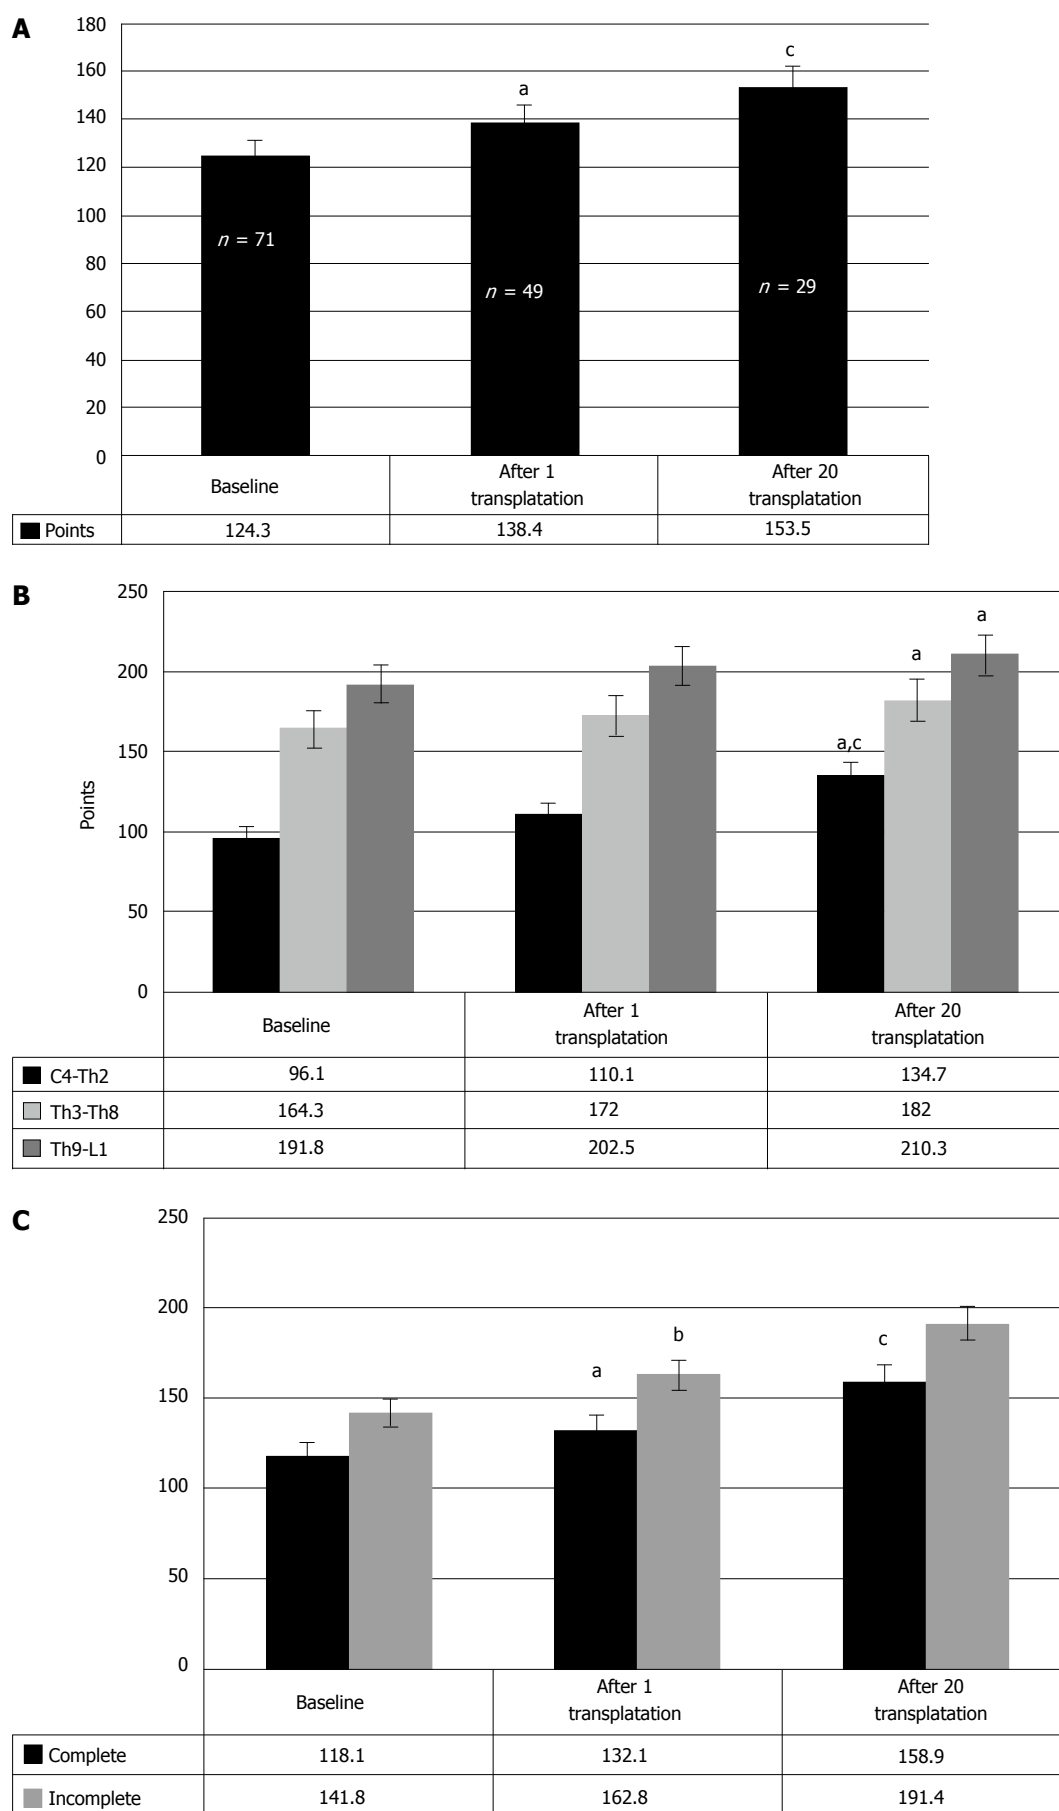 A
180
160
140
120
100
80
60
40
20
0
a
c
n = 71
n = 49
n = 29
Baseline
After 1
transplatation
After 20
transplatation
Points 124.3 138.4 153.5
B
Points
250
200
150
100
50
0
a,c
a
a
Baseline
After 1
transplatation
After 20
transplatation
C4-Th2 96.1 110.1 134.7
Th3-Th8 164.3 172 182
Th9-L1 191.8 202.5 210.3
C
250
200
150
100
50
0
a
b
c
Baseline
After 1
transplatation
After 20
transplatation
Complete 118.1 132.1 158.9
Incomplete 141.8 162.8 191.4